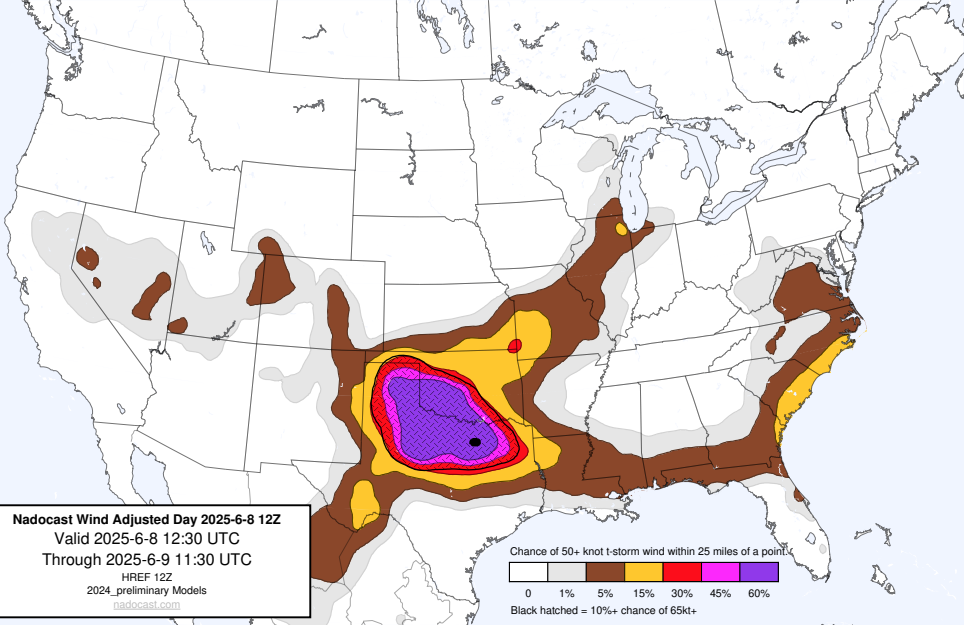 Nadocast Wind Adjusted Day 2025-6-8 12Z
Valid 2025-6-8 12:30 UTC
Through 2025-6-9 11:30 UTC
HREF 12Z
2024_preliminary Models
nadocast.com
Chance of 50+ knot t-storm wind within 25 miles of a point.
0 1% 5% 15% 30% 45% 60%
Black hatched = 10%+ chance of 65kt+